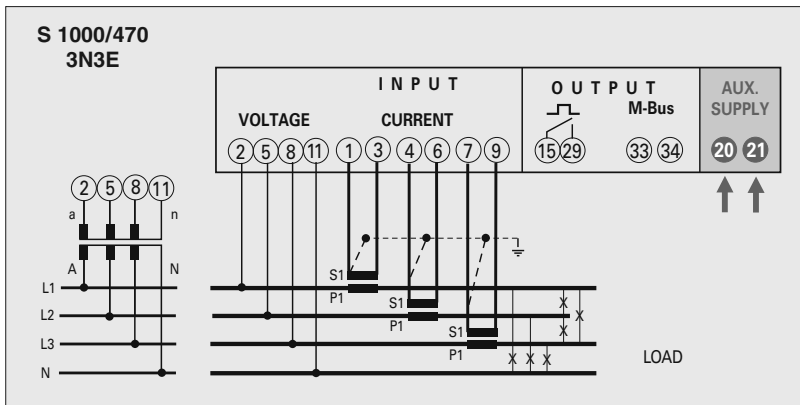 S 1000/470
3N3E
INPUT
OUTPUT
AUX.
SUPPLY
VOLTAGE
CURRENT
M-Bus
2 5 8 11 1 3 4 6 7 9 15 29 33 34 20 21
2 5 8 11
a n
A N
S1
P1
S1
P1
S1
P1
L1
L2
L3
N
X X
X
X X X
LOAD